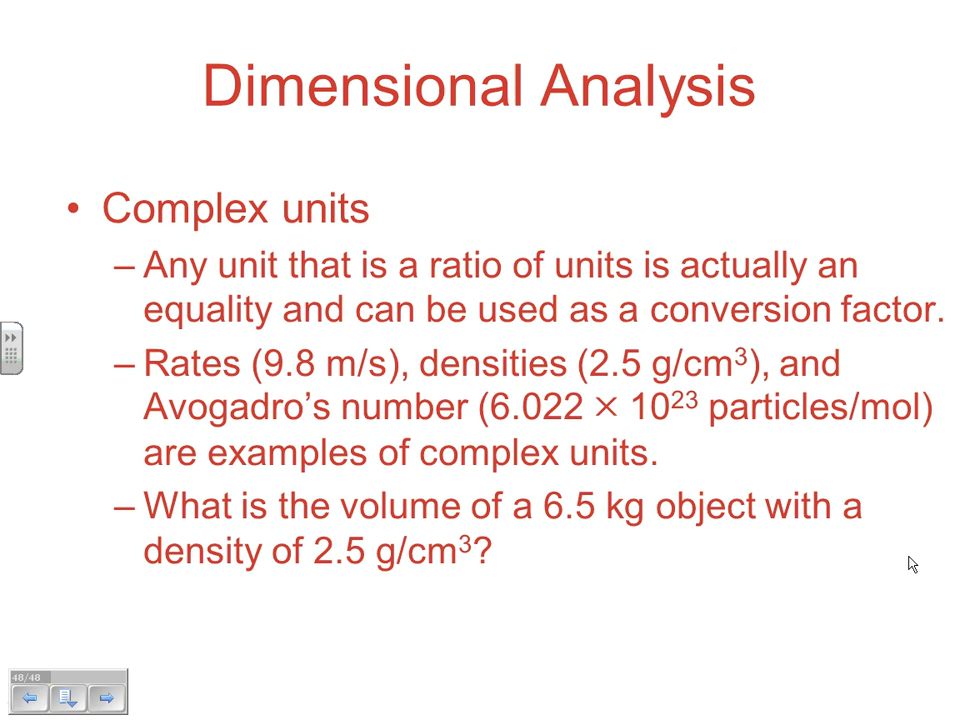 Dimensional Analysis
• Complex units
– Any unit that is a ratio of units is actually an
equality and can be used as a conversion factor.
– Rates (9.8 m/s), densities (2.5 g/cm³), and
Avogadro’s number (6.022 × 10²³ particles/mol)
are examples of complex units.
– What is the volume of a 6.5 kg object with a
density of 2.5 g/cm³?
48/48